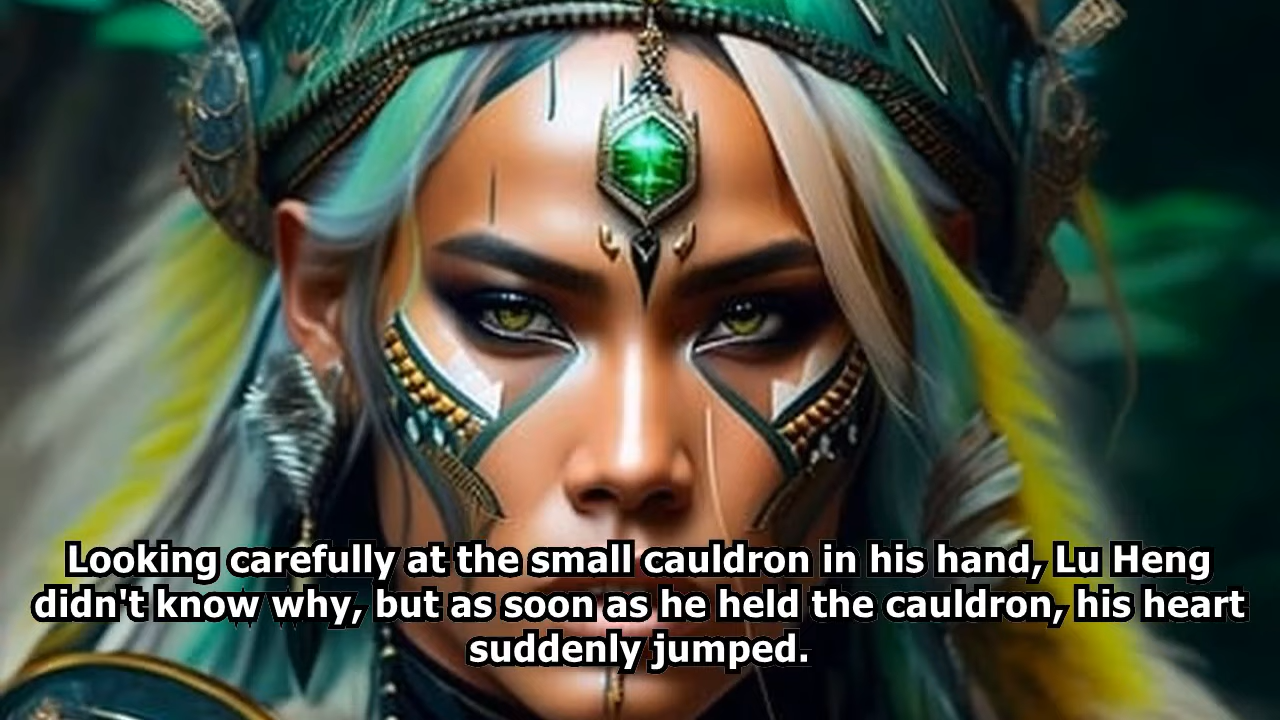 Looking carefully at the small cauldron in his hand, Lu Heng
didn't know why, but as soon as he held the cauldron, his heart
suddenly jumped.